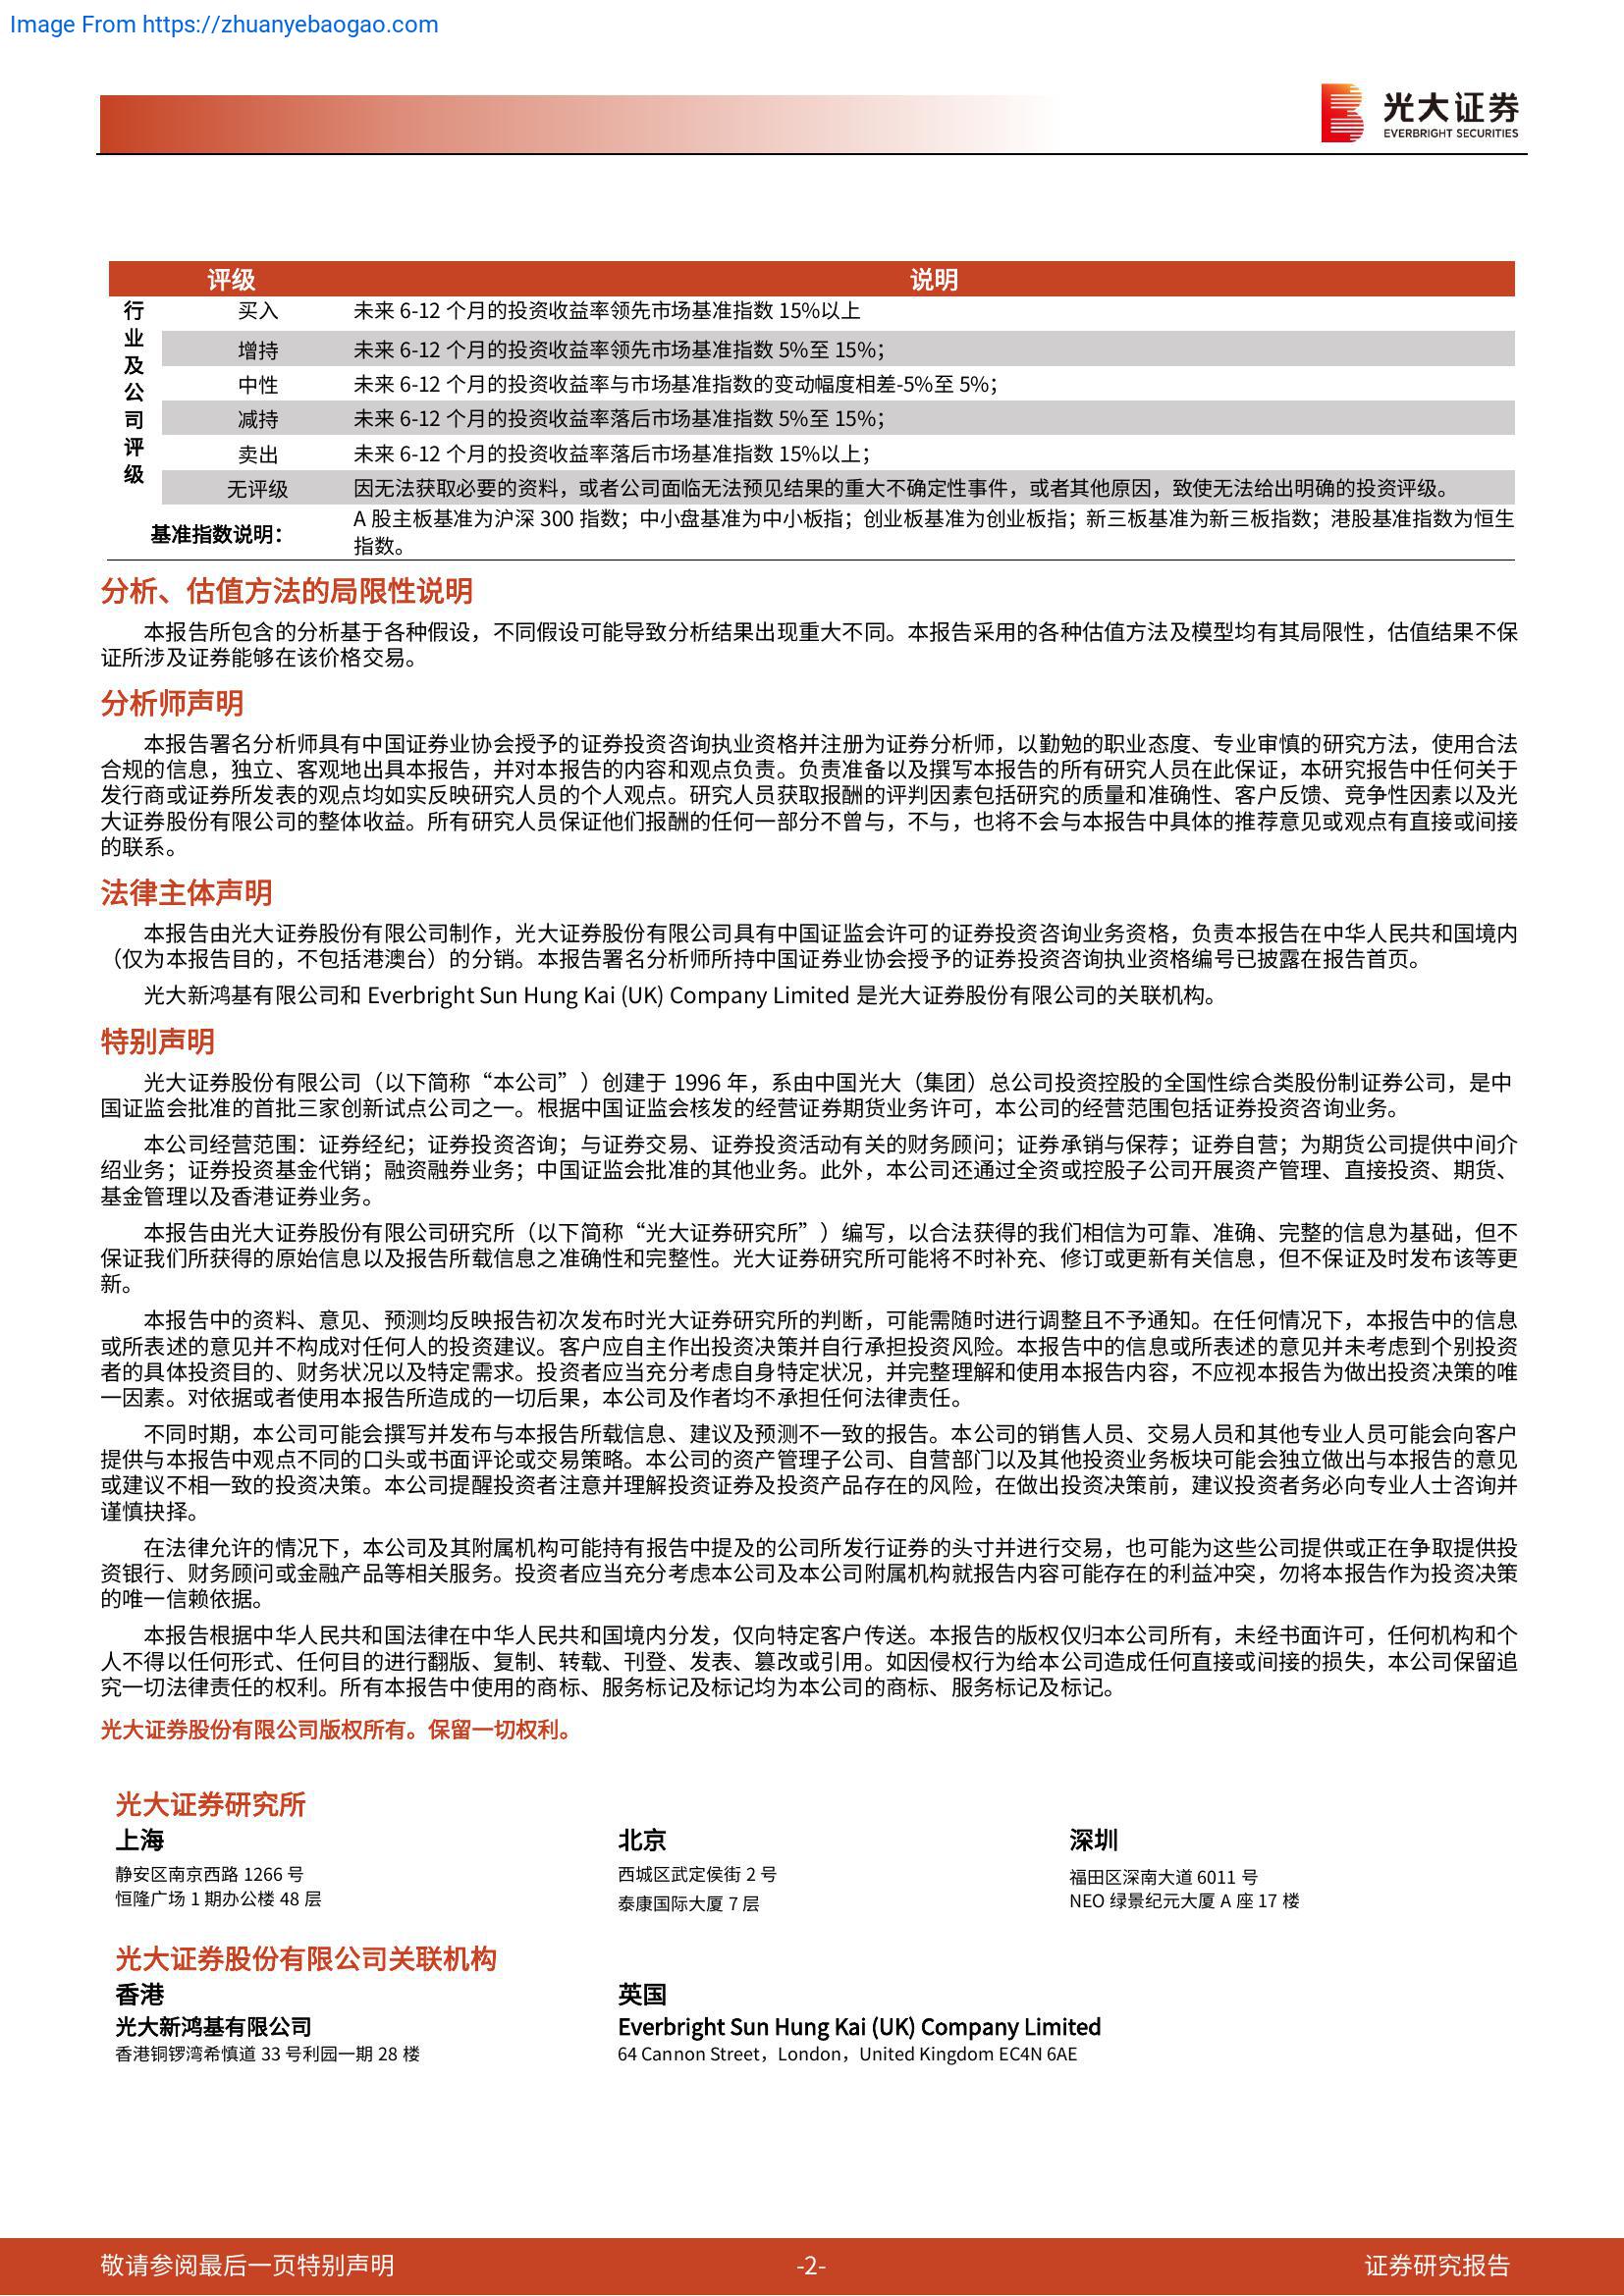 Image From https://zhuanyebaogao.com
光大证券
EVERBRIGHT SECURITIES
评级 说明
行业及公司评级
买入 未来 6-12 个月的投资收益率领先市场基准指数 15%以上
增持 未来 6-12 个月的投资收益率领先市场基准指数 5%至 15%；
中性 未来 6-12 个月的投资收益率与市场基准指数的变动幅度相差-5%至 5%；
减持 未来 6-12 个月的投资收益率落后市场基准指数 5%至 15%；
卖出 未来 6-12 个月的投资收益率落后市场基准指数 15%以上；
无评级 因无法获取必要的资料，或者公司面临无法预见结果的重大不确定性事件，或者其他原因，致使无法给出明确的投资评级。
基准指数说明： A 股主板基准为沪深 300 指数；中小盘基准为中小板指；创业板基准为创业板指；新三板基准为新三板指数；港股基准指数为恒生
指数。
分析、估值方法的局限性说明
本报告所包含的分析基于各种假设，不同假设可能导致分析结果出现重大不同。本报告采用的各种估值方法及模型均有其局限性，估值结果不保
证所涉及证券能够在该价格交易。
分析师声明
本报告署名分析师具有中国证券业协会授予的证券投资咨询执业资格并注册为证券分析师，以勤勉的职业态度、专业审慎的研究方法，使用合法
合规的信息，独立、客观地出具本报告，并对本报告的内容和观点负责。负责准备以及撰写本报告的所有研究人员在此保证，本研究报告中任何关于
发行商或证券所发表的观点均如实反映研究人员的个人观点。研究人员获取报酬的评判因素包括研究的质量和准确性、客户反馈、竞争性因素以及光
大证券股份有限公司的整体收益。所有研究人员保证他们报酬的任何一部分不曾与，不与，也将不会与本报告中具体的推荐意见或观点有直接或间接
的联系。
法律主体声明
本报告由光大证券股份有限公司制作，光大证券股份有限公司具有中国证监会许可的证券投资咨询业务资格，负责本报告在中华人民共和国境内
（仅为本报告目的，不包括港澳台）的分销。本报告署名分析师所持中国证券业协会授予的证券投资咨询执业资格编号已披露在报告首页。
光大新鸿基有限公司和 Everbright Sun Hung Kai (UK) Company Limited 是光大证券股份有限公司的关联机构。
特别声明
光大证券股份有限公司（以下简称“本公司”）创建于 1996 年，系由中国光大（集团）总公司投资控股的全国性综合类股份制证券公司，是中
国证监会批准的首批三家创新试点公司之一。根据中国证监会核发的经营证券期货业务许可，本公司的经营范围包括证券投资咨询业务。
本公司经营范围：证券经纪；证券投资咨询；与证券交易、证券投资活动有关的财务顾问；证券承销与保荐；证券自营；为期货公司提供中间介
绍业务；证券投资基金代销；融资融券业务；中国证监会批准的其他业务。此外，本公司还通过全资或控股子公司开展资产管理、直接投资、期货、
基金管理以及香港证券业务。
本报告由光大证券股份有限公司研究所（以下简称“光大证券研究所”）编写，以合法获得的我们相信为可靠、准确、完整的信息为基础，但不
保证我们所获得的原始信息以及报告所载信息之准确性和完整性。光大证券研究所可能将不时补充、修订或更新有关信息，但不保证及时发布该等更
新。
本报告中的资料、意见、预测均反映报告初次发布时光大证券研究所的判断，可能需随时进行调整且不予通知。在任何情况下，本报告中的信息
或所表述的意见并不构成对任何人的投资建议。客户应自主作出投资决策并自行承担投资风险。本报告中的信息或所表述的意见并未考虑到个别投资
者的具体投资目的、财务状况以及特定需求。投资者应当充分考虑自身特定状况，并完整理解和使用本报告内容，不应视本报告为做出投资决策的唯
一因素。对依据或者使用本报告所造成的一切后果，本公司及作者均不承担任何法律责任。
不同时期，本公司可能会撰写并发布与本报告所载信息、建议及预测不一致的报告。本公司的销售人员、交易人员和其他专业人员可能会向客户
提供与本报告中观点不同的口头或书面评论或交易策略。本公司的资产管理子公司、自营部门以及其他投资业务板块可能会独立做出与本报告的意见
或建议不相一致的投资决策。本公司提醒投资者注意并理解投资证券及投资产品存在的风险，在做出投资决策前，建议投资者务必向专业人士咨询并
谨慎抉择。
在法律允许的情况下，本公司及其附属机构可能持有报告中提及的公司所发行证券的头寸并进行交易，也可能为这些公司提供或正在争取提供投
资银行、财务顾问或金融产品等相关服务。投资者应当充分考虑本公司及本公司附属机构就报告内容可能存在的利益冲突，勿将本报告作为投资决策
的唯一信赖依据。
本报告根据中华人民共和国法律在中华人民共和国境内分发，仅向特定客户传送。本报告的版权仅归本公司所有，未经书面许可，任何机构和个
人不得以任何形式、任何目的进行翻版、复制、转载、刊登、发表、篡改或引用。如因侵权行为给本公司造成任何直接或间接的损失，本公司保留追
究一切法律责任的权利。所有本报告中使用的商标、服务标记及标记均为本公司的商标、服务标记及标记。
光大证券股份有限公司版权所有。保留一切权利。
光大证券研究所
上海 北京 深圳
静安区南京西路 1266 号 西城区武定侯街 2 号 福田区深南大道 6011 号
恒隆广场 1 期办公楼 48 层 泰康国际大厦 7 层 NEO 绿景纪元大厦 A 座 17 楼
光大证券股份有限公司关联机构
香港 英国
光大新鸿基有限公司 Everbright Sun Hung Kai (UK) Company Limited
香港铜锣湾希慎道 33 号利园一期 28 楼 64 Cannon Street，London，United Kingdom EC4N 6AE
敬请参阅最后一页特别声明 -2- 证券研究报告